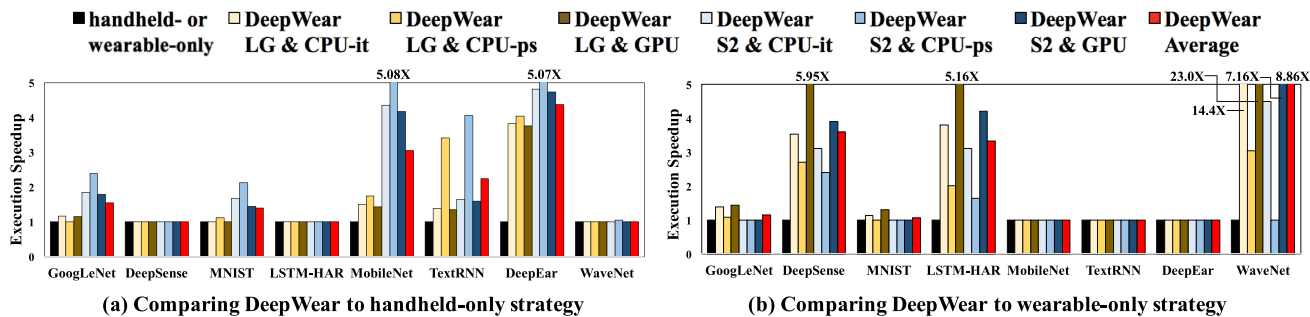 handheld- or
wearable-only
DeepWear
LG & CPU-it
DeepWear
LG & CPU-ps
DeepWear
LG & GPU
DeepWear
S2 & CPU-it
DeepWear
S2 & CPU-ps
DeepWear
S2 & GPU
DeepWear
Average
Execution Speedup
5
4
3
2
1
0
5.08X
5.07X
GoogLeNet DeepSense MNIST LSTM-HAR MobileNet TextRNN DeepEar WaveNet
(a) Comparing DeepWear to handheld-only strategy
Execution Speedup
5
4
3
2
1
0
5.95X
5.16X
23.0X
7.16X
8.86X
14.4X
GoogLeNet DeepSense MNIST LSTM-HAR MobileNet TextRNN DeepEar WaveNet
(b) Comparing DeepWear to wearable-only strategy